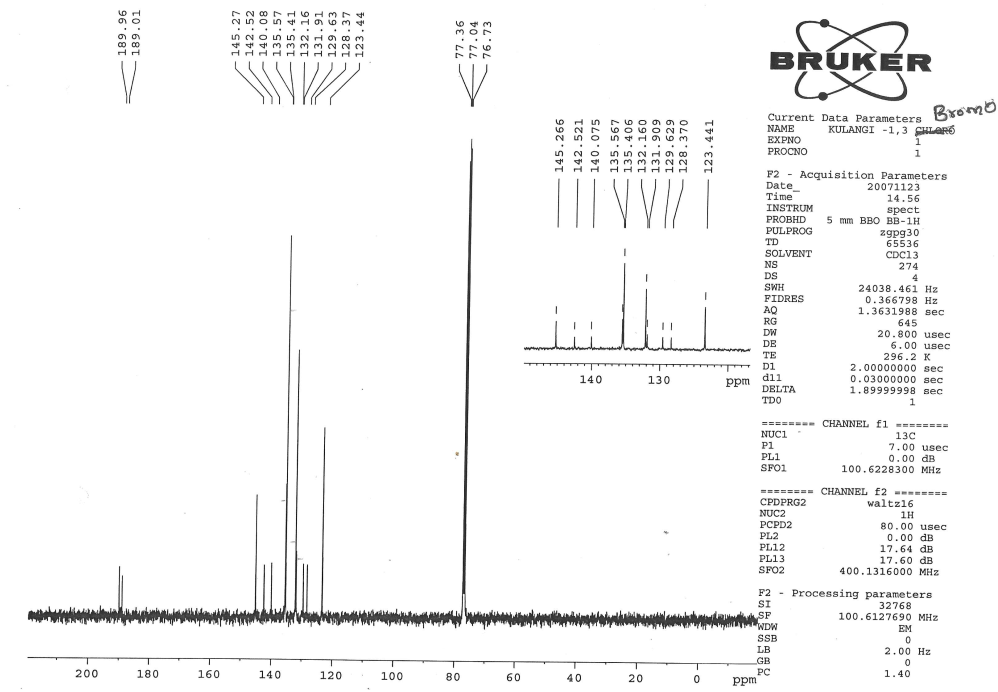 189.96
189.01
145.27
142.52
140.08
135.57
135.41
132.16
131.91
129.63
128.37
123.44
77.36
77.04
76.73
145.266
142.521
140.075
135.567
135.406
132.160
131.909
129.629
128.370
123.441
140 130 ppm
200 180 160 140 120 100 80 60 40 20 0 ppm
BRUKER
Bromo
Current Data Parameters
NAME KULANGI -1,3 CHLORO
EXPNO 1
PROCNO 1
F2 - Acquisition Parameters
Date_ 20071123
Time 14.56
INSTRUM spect
PROBHD 5 mm BBO BB-1H
PULPROG zgpg30
TD 65536
SOLVENT CDCl3
NS 274
DS 4
SWH 24038.461 Hz
FIDRES 0.366798 Hz
AQ 1.3631988 sec
RG 645
DW 20.800 usec
DE 6.00 usec
TE 296.2 K
D1 2.00000000 sec
d11 0.03000000 sec
DELTA 1.89999998 sec
TD0 1
======== CHANNEL f1 ========
NUC1 13C
P1 7.00 usec
PL1 0.00 dB
SFO1 100.6228300 MHz
======== CHANNEL f2 ========
CPDPRG2 waltz16
NUC2 1H
PCPD2 80.00 usec
PL2 0.00 dB
PL12 17.64 dB
PL13 17.60 dB
SFO2 400.1316000 MHz
F2 - Processing parameters
SI 32768
SF 100.6127690 MHz
WDW EM
SSB 0
LB 2.00 Hz
GB 0
PC 1.40